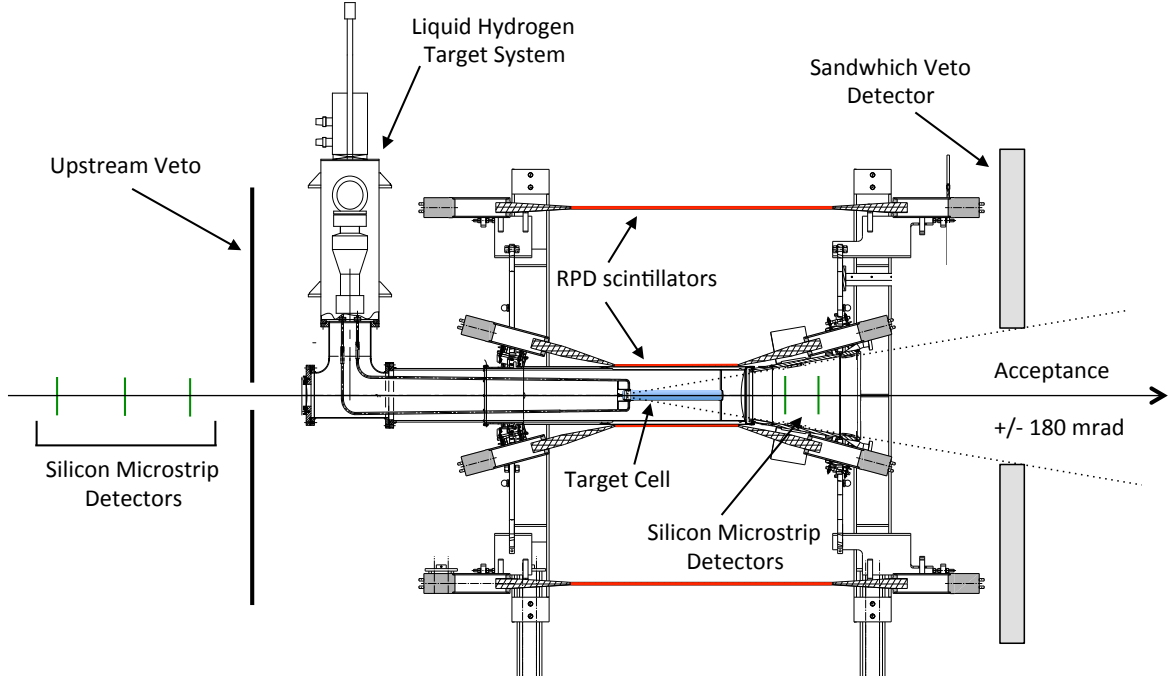 Liquid Hydrogen
Target System
Sandwhich Veto
Detector
Upstream Veto
RPD scintillators
Acceptance
+/- 180 mrad
Silicon Microstrip
Detectors
Target Cell
Silicon Microstrip
Detectors